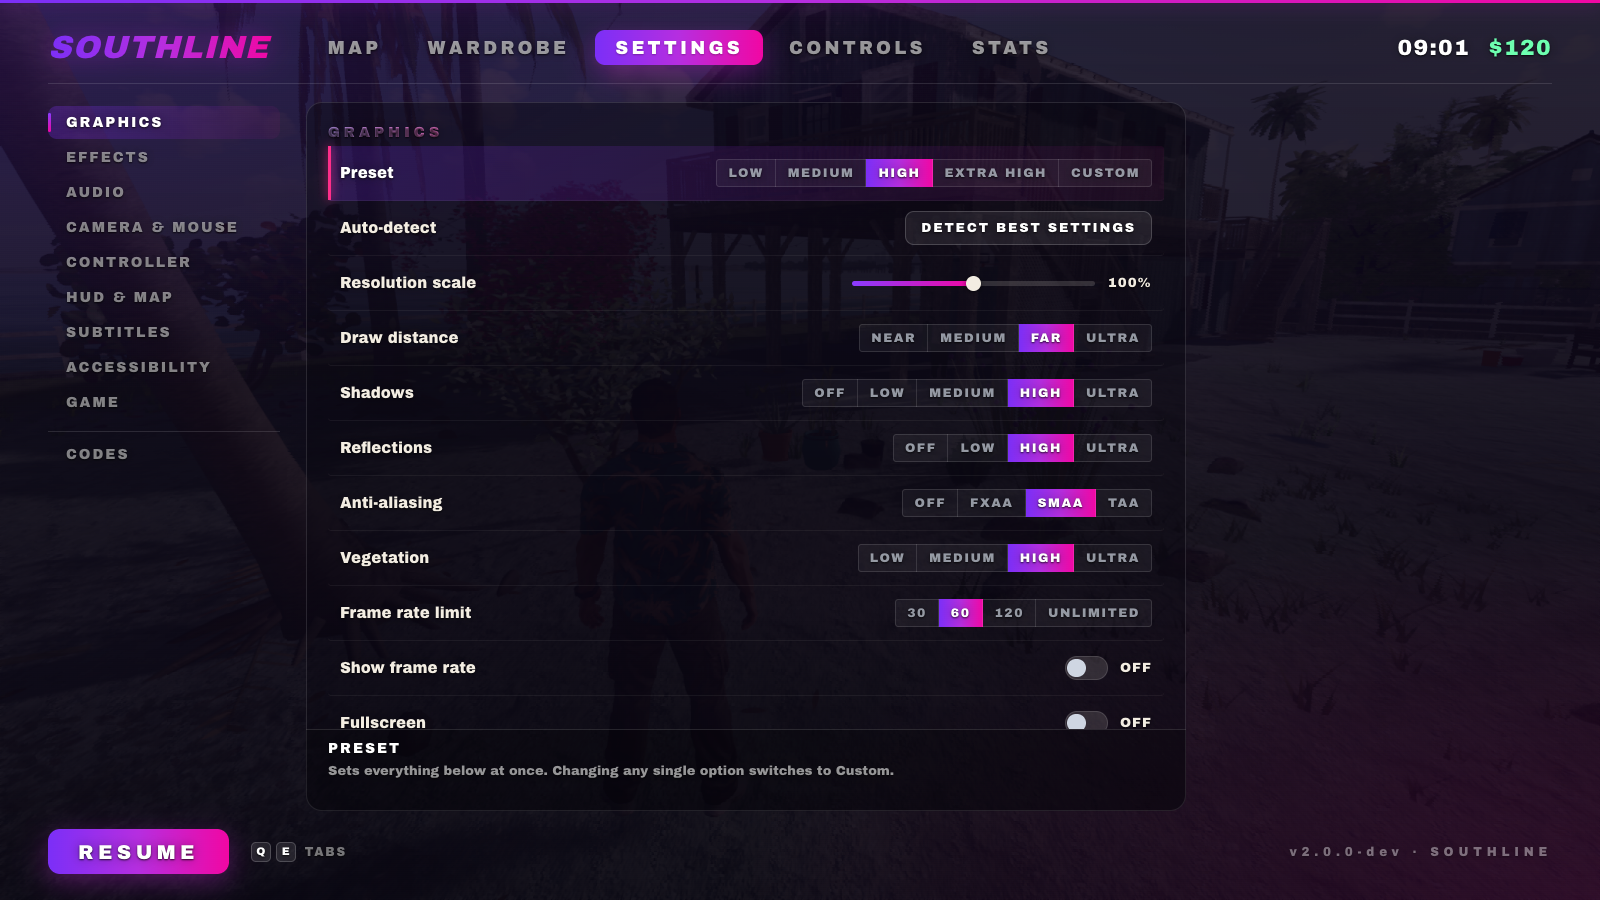 SOUTHLINE MAP WARDROBE SETTINGS CONTROLS STATS 09:01 $120
GRAPHICS
EFFECTS
AUDIO
CAMERA & MOUSE
CONTROLLER
HUD & MAP
SUBTITLES
ACCESSIBILITY
GAME
CODES
GRAPHICS
Preset LOW MEDIUM HIGH EXTRA HIGH CUSTOM
Auto-detect DETECT BEST SETTINGS
Resolution scale 100%
Draw distance NEAR MEDIUM FAR ULTRA
Shadows OFF LOW MEDIUM HIGH ULTRA
Reflections OFF LOW HIGH ULTRA
Anti-aliasing OFF FXAA SMAA TAA
Vegetation LOW MEDIUM HIGH ULTRA
Frame rate limit 30 60 120 UNLIMITED
Show frame rate OFF
Fullscreen OFF
PRESET
Sets everything below at once. Changing any single option switches to Custom.
RESUME Q E TABS v2.0.0-dev · SOUTHLINE